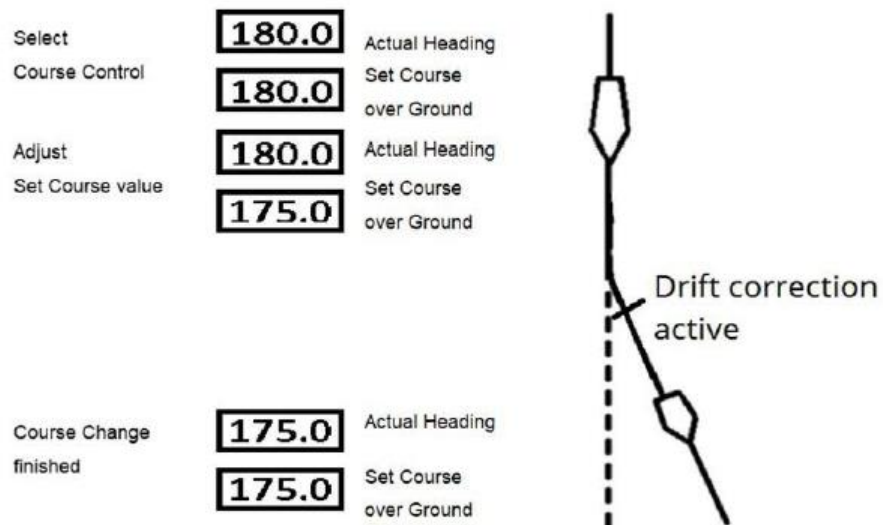 Select
Course Control
180.0
Actual Heading
180.0
Set Course
over Ground
Adjust
Set Course value
180.0
Actual Heading
175.0
Set Course
over Ground
Drift correction
active
Course Change
finished
175.0
Actual Heading
175.0
Set Course
over Ground